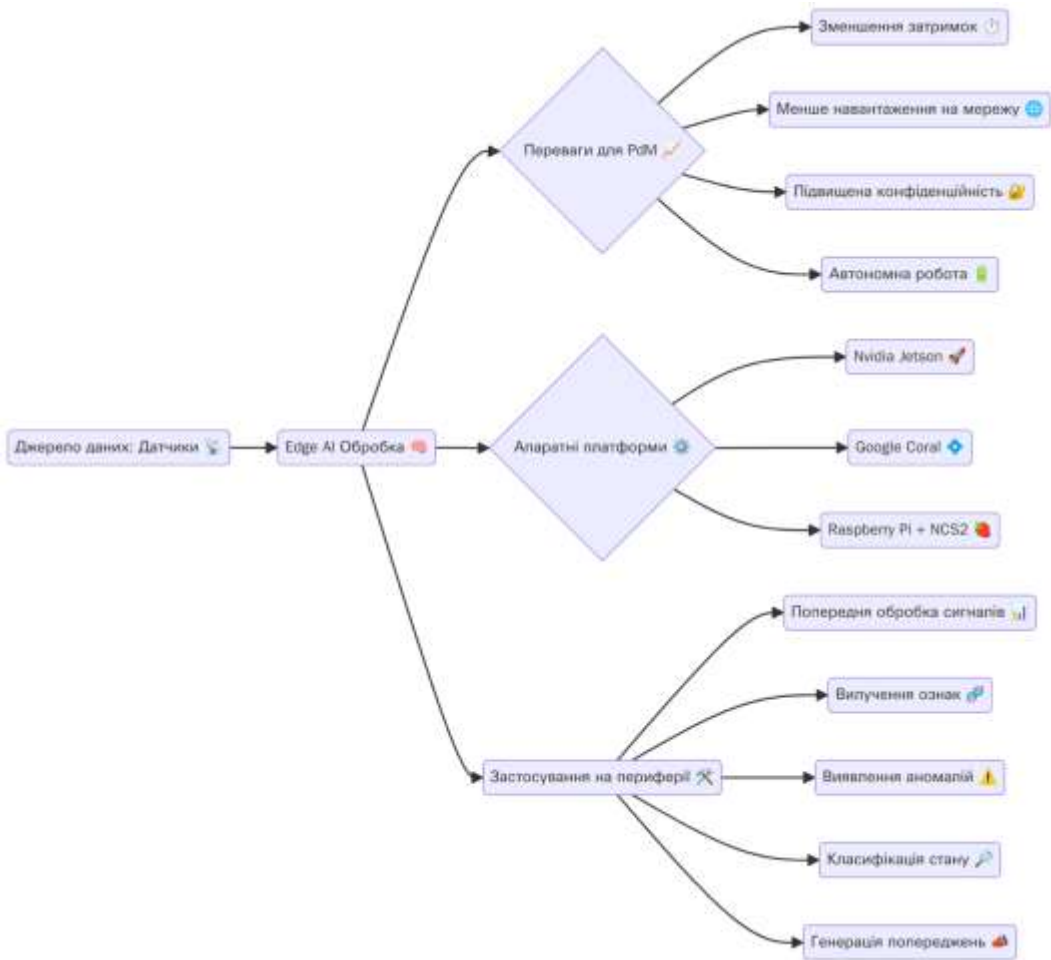 Джерело даних: Датчики 📡
Edge AI Обробка 🧠
Переваги для PdM 📈
Зменшення затримок ⏱️
Менше навантаження на мережу 🌐
Підвищена конфіденційність 🔐
Автономна робота 🔋
Апаратні платформи ⚙️
Nvidia Jetson 🚀
Google Coral 💠
Raspberry Pi + NCS2 🍓
Застосування на периферії 🛠️
Попередня обробка сигналів 📊
Вилучення ознак 🧬
Виявлення аномалій ⚠️
Класифікація стану 🔎
Генерація попереджень 📣